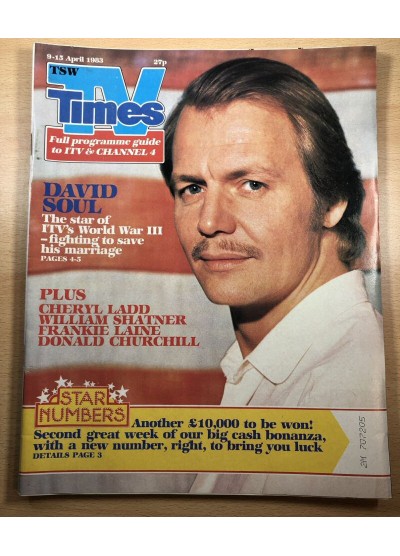 9-15 April 1983
27p
TSW
TV
Times
Full programme guide
to ITV & CHANNEL 4
DAVID
SOUL
The star of
ITV's World War III
–fighting to save
his marriage
PAGES 4-5
PLUS
CHERYL LADD
WILLIAM SHATNER
FRANKIE LAINE
DONALD CHURCHILL
STAR
NUMBERS
Another £10,000 to be won!
Second great week of our big cash bonanza,
with a new number, right, to bring you luck
DETAILS PAGE 3
2M 707205